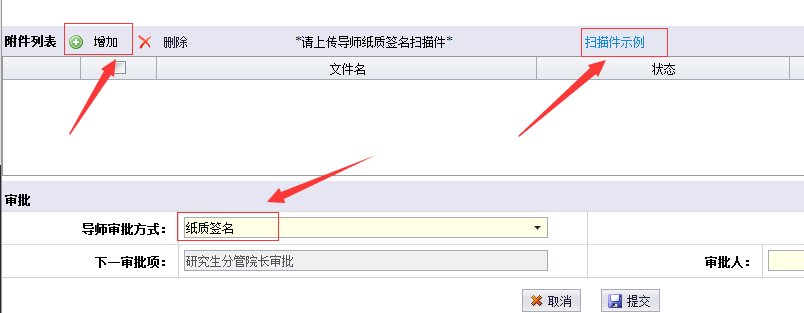 附件列表 增加 删除 *请上传导师纸质签名扫描件* 扫描件示例
文件名 状态
审批
导师审批方式: 纸质签名
下一审批项: 研究生分管院长审批 审批人:
取消 提交